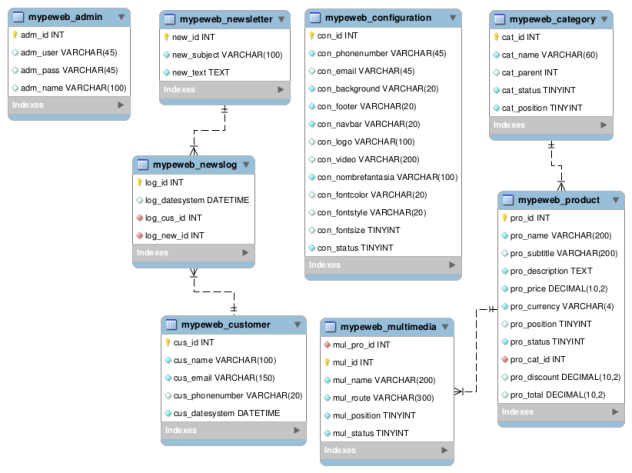 mypeweb_admin
adm_id INT
adm_user VARCHAR(45)
adm_pass VARCHAR(45)
adm_name VARCHAR(100)
Indexes
mypeweb_newsletter
new_id INT
new_subject VARCHAR(100)
new_text TEXT
Indexes
mypeweb_configuration
con_id INT
con_phonenumber VARCHAR(45)
con_email VARCHAR(45)
con_background VARCHAR(20)
con_footer VARCHAR(20)
con_navbar VARCHAR(20)
con_logo VARCHAR(100)
con_video VARCHAR(200)
con_nombrefantasia VARCHAR(100)
con_fontcolor VARCHAR(20)
con_fontstyle VARCHAR(20)
con_fontsize TINYINT
con_status TINYINT
Indexes
mypeweb_category
cat_id INT
cat_name VARCHAR(60)
cat_parent INT
cat_status TINYINT
cat_position TINYINT
Indexes
mypeweb_newslog
log_id INT
log_datesystem DATETIME
log_cus_id INT
log_new_id INT
Indexes
mypeweb_product
pro_id INT
pro_name VARCHAR(200)
pro_subtitle VARCHAR(200)
pro_description TEXT
pro_price DECIMAL(10,2)
pro_currency VARCHAR(4)
pro_position TINYINT
pro_status TINYINT
pro_cat_id INT
pro_discount DECIMAL(10,2)
pro_total DECIMAL(10,2)
Indexes
mypeweb_customer
cus_id INT
cus_name VARCHAR(100)
cus_email VARCHAR(150)
cus_phonenumber VARCHAR(20)
cus_datesystem DATETIME
Indexes
mypeweb_multimedia
mul_pro_id INT
mul_id INT
mul_name VARCHAR(200)
mul_route VARCHAR(300)
mul_position TINYINT
mul_status TINYINT
Indexes